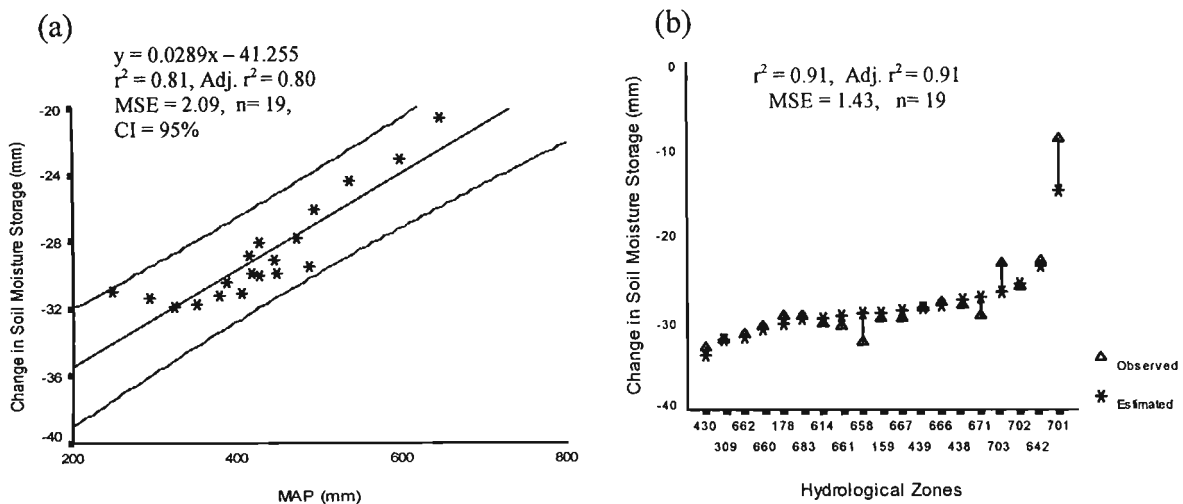 (a)
y = 0.0289x – 41.255
r² = 0.81, Adj. r² = 0.80
MSE = 2.09, n= 19,
CI = 95%
Change in Soil Moisture Storage (mm)
-20
-24
-28
-32
-36
-40
200
400
600
800
MAP (mm)
(b)
r² = 0.91, Adj. r² = 0.91
MSE = 1.43, n= 19
Change in Soil Moisture Storage (mm)
0
-10
-20
-30
-40
Observed
Estimated
430 662 178 614 658 667 666 671 702 701
309 660 683 661 159 439 438 703 642
Hydrological Zones